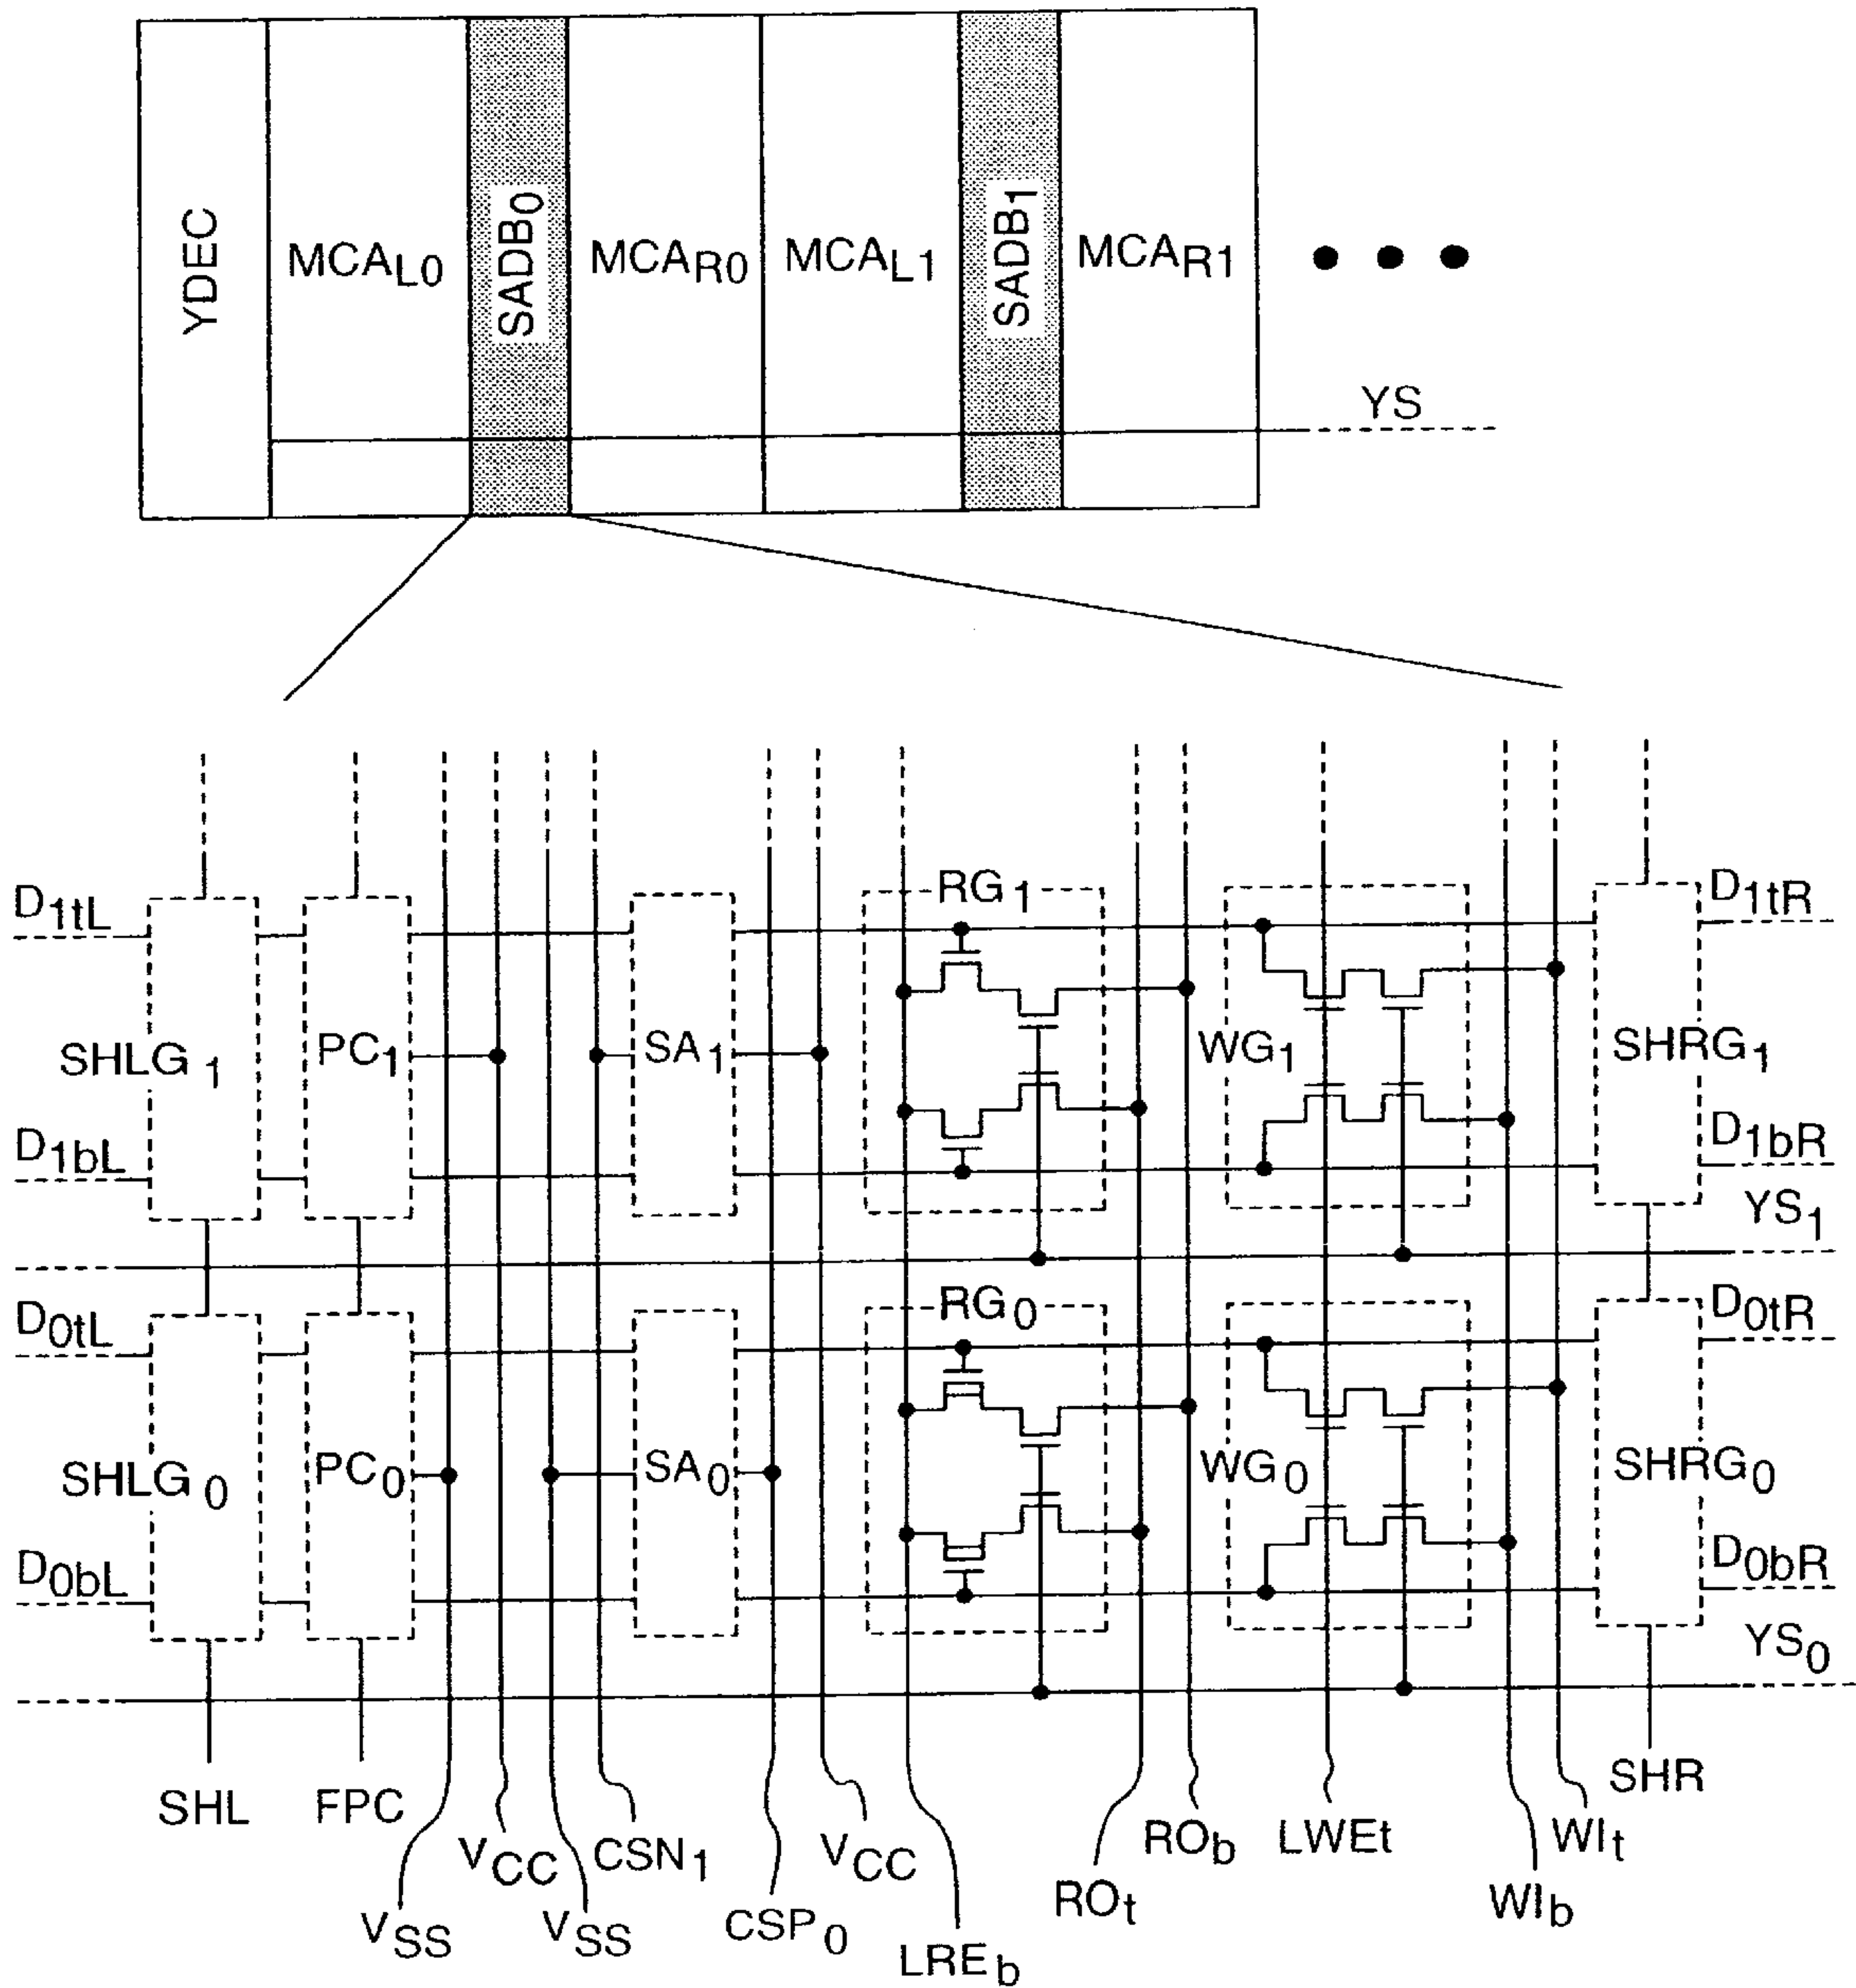 YDEC
MCAL0
SADB0
MCAR0
MCAL1
SADB1
MCAR1
YS
D1tL
RG1
D1tR
SHLG1
PC1
SA1
WG1
SHRG1
D1bL
D1bR
YS1
D0tL
RG0
D0tR
SHLG0
PC0
SA0
WG0
SHRG0
D0bL
D0bR
YS0
SHL
FPC
VSS
VCC
VSS
CSN1
CSP0
VCC
LREb
ROt
ROb
LWEt
WIb
WIt
SHR